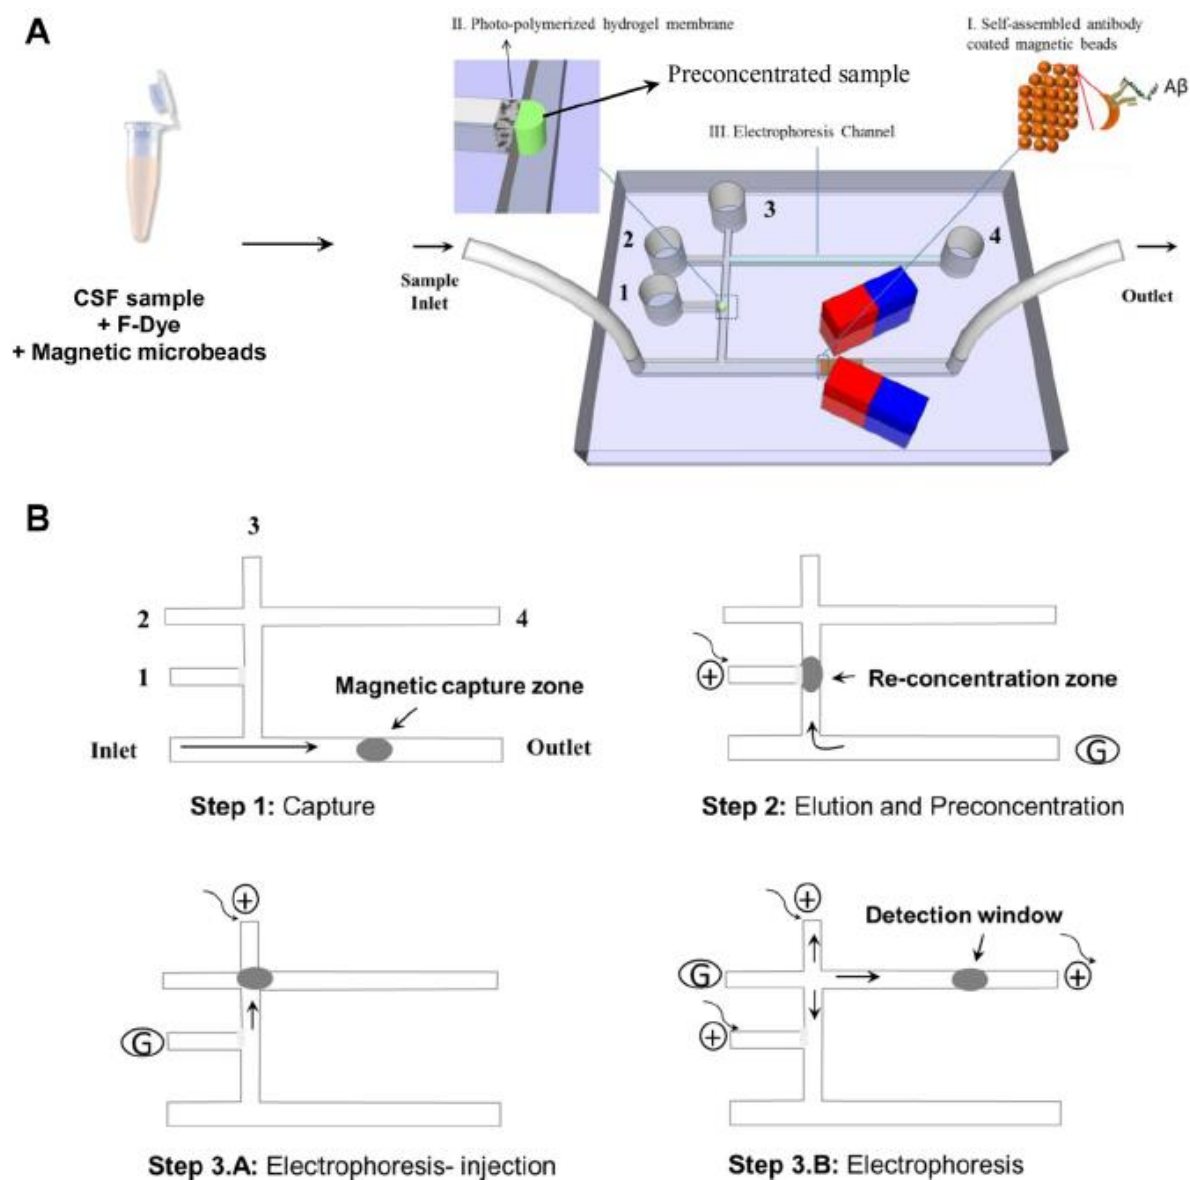 A
II. Photo-polymerized hydrogel membrane
I. Self-assembled antibody
coated magnetic beads
Preconcentrated sample
Aβ
III. Electrophoresis Channel
3
2
4
1
Sample
Inlet
Outlet
CSF sample
+ F-Dye
+ Magnetic microbeads
B
3
2
4
1
Magnetic capture zone
Inlet
Outlet
Step 1: Capture
+
Re-concentration zone
G
Step 2: Elution and Preconcentration
+
G
Step 3.A: Electrophoresis- injection
+
Detection window
G
+
+
Step 3.B: Electrophoresis